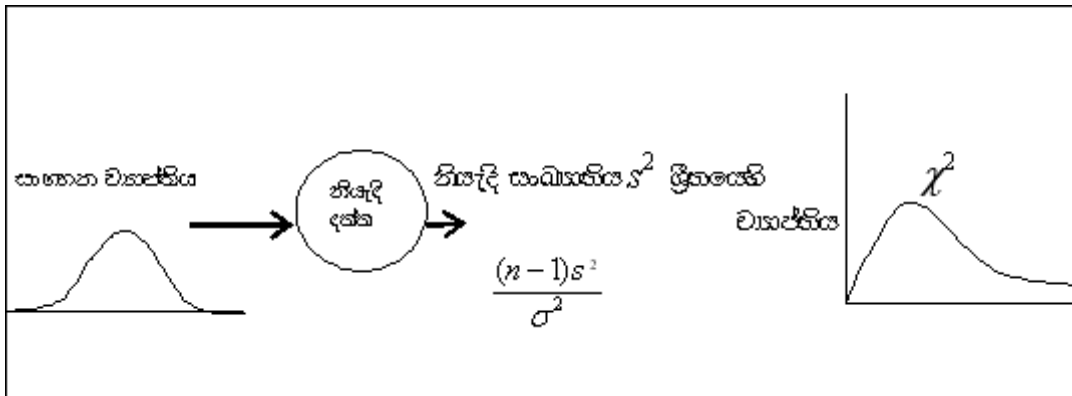 සංගහන ව්‍යාප්තිය
නියැදි
දත්ත
නියැදි සංඛ්‍යාතිය s² ශ්‍රිතයෙහි
ව්‍යාප්තිය
(n − 1)s²
σ²
χ²